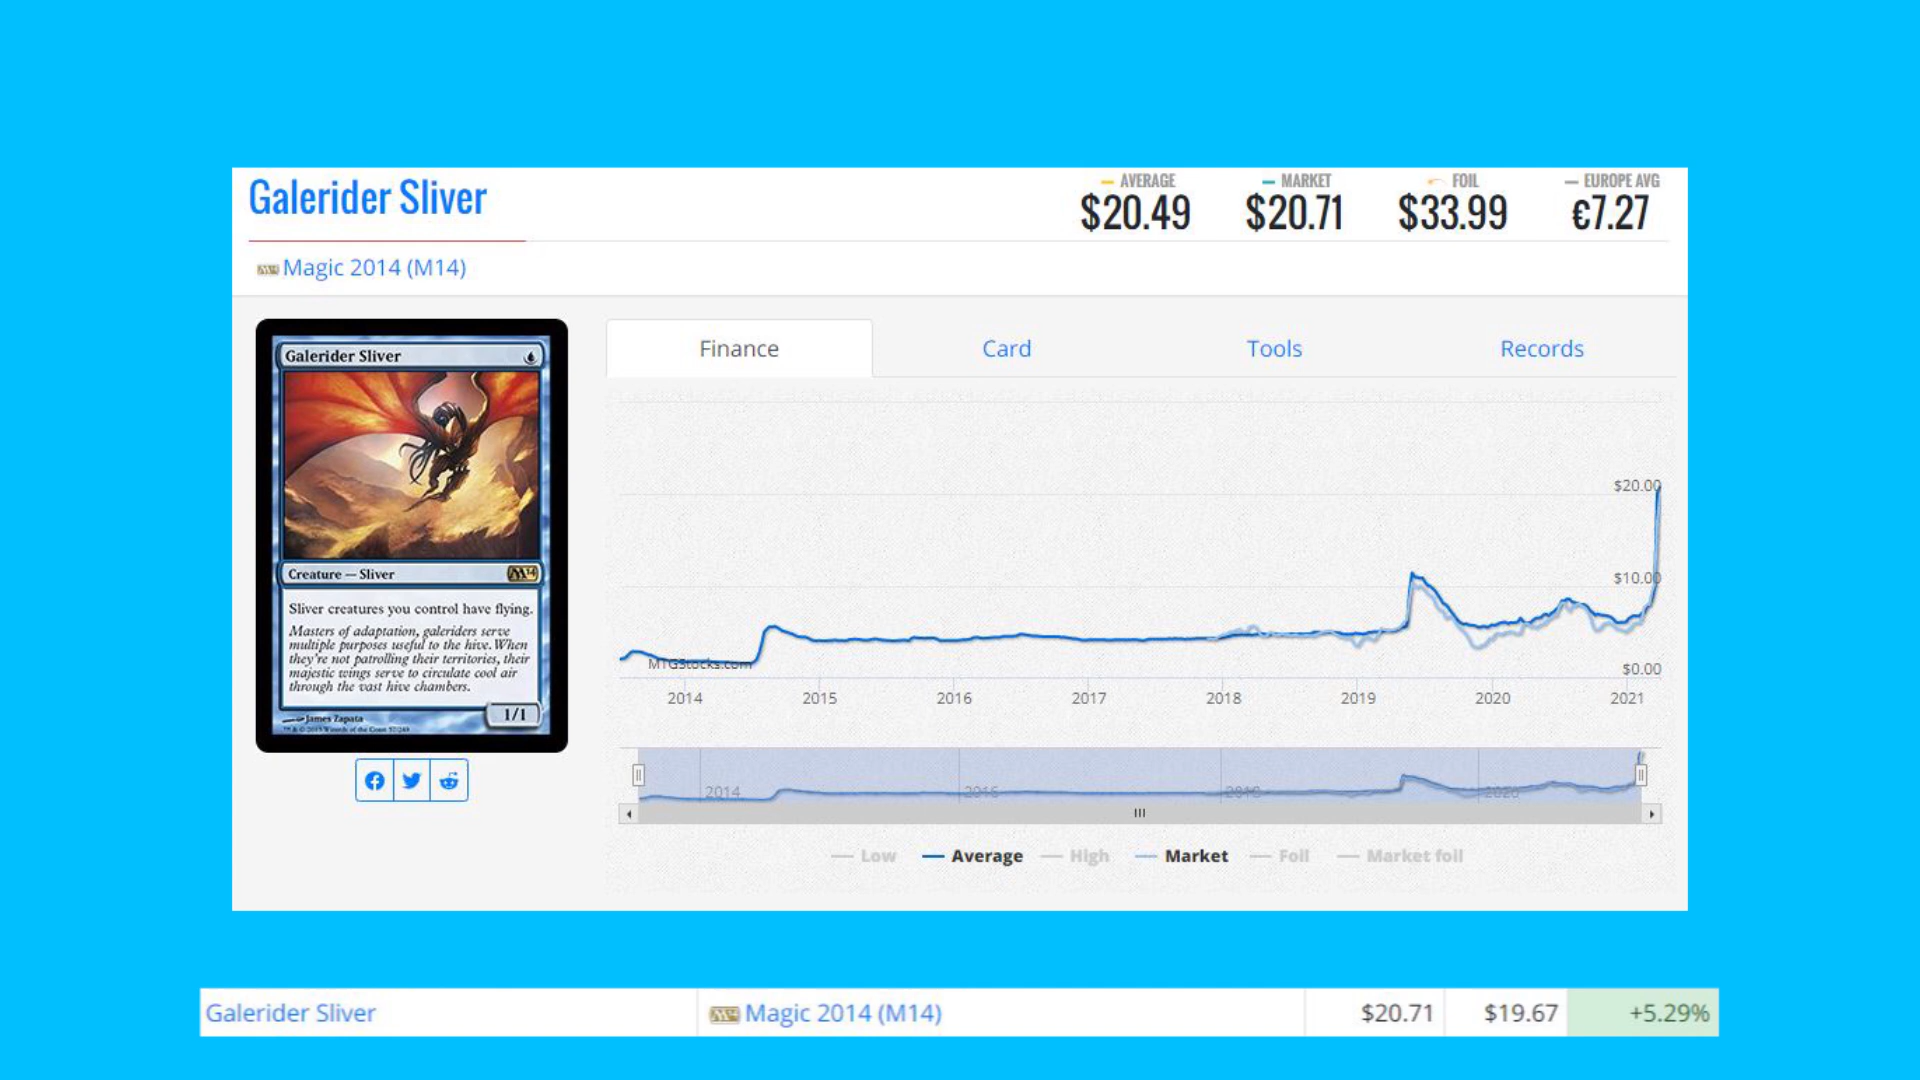 Galerider Sliver
AVERAGE
$20.49
MARKET
$20.71
FOIL
$33.99
EUROPE AVG
€7.27
Magic 2014 (M14)
Galerider Sliver
Creature — Sliver
Sliver creatures you control have flying.
Masters of adaptation, galeriders serve
multiple purposes useful to the hive. When
they're not patrolling their territories, their
majestic wings serve to circulate cool air
through the vast hive chambers.
James Zapata
1/1
Finance
Card
Tools
Records
$20.00
$10.00
$0.00
MTGStocks.com
2014 2015 2016 2017 2018 2019 2020 2021
2014 2016 2018 2020
Low Average High Market Foil Market foil
Galerider Sliver Magic 2014 (M14) $20.71 $19.67 +5.29%